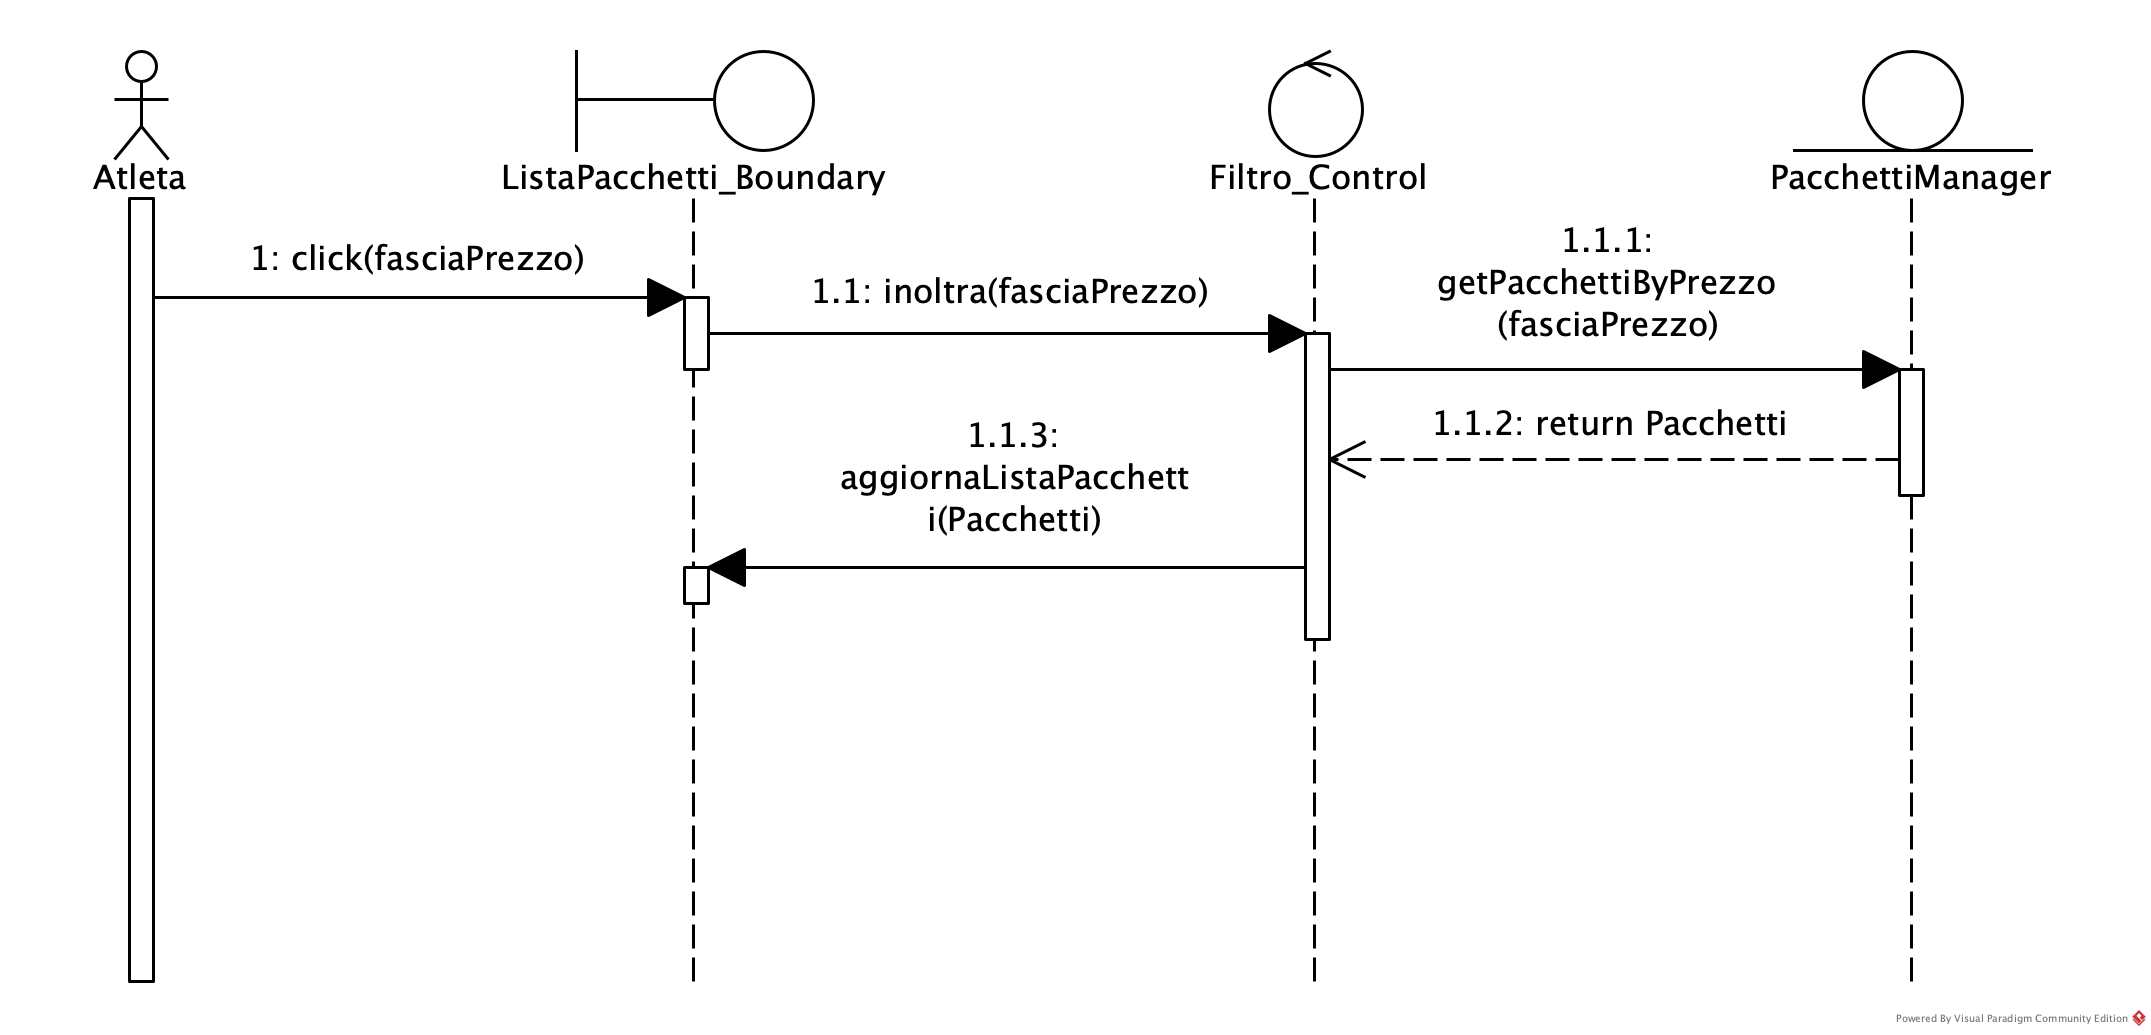 Atleta
ListaPacchetti_Boundary
Filtro_Control
PacchettiManager
1: click(fasciaPrezzo)
1.1: inoltra(fasciaPrezzo)
1.1.1:
getPacchettiByPrezzo
(fasciaPrezzo)
1.1.2: return Pacchetti
1.1.3:
aggiornaListaPacchett
i(Pacchetti)
Powered By Visual Paradigm Community Edition